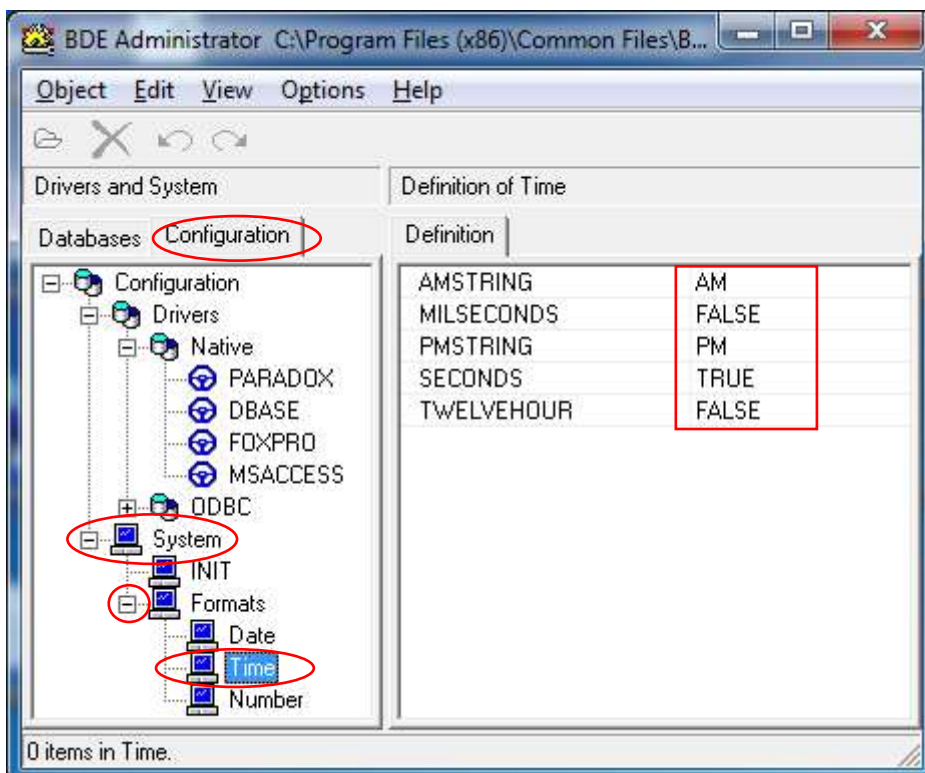 BDE Administrator C:\Program Files (x86)\Common Files\B...
Object Edit View Options Help
Drivers and System
Definition of Time
Databases Configuration
Definition
Configuration
Drivers
Native
PARADOX
DBASE
FOXPRO
MSACCESS
ODBC
System
INIT
Formats
Date
Time
Number
AMSTRING AM
MILSECONDS FALSE
PMSTRING PM
SECONDS TRUE
TWELVEHOUR FALSE
0 items in Time.